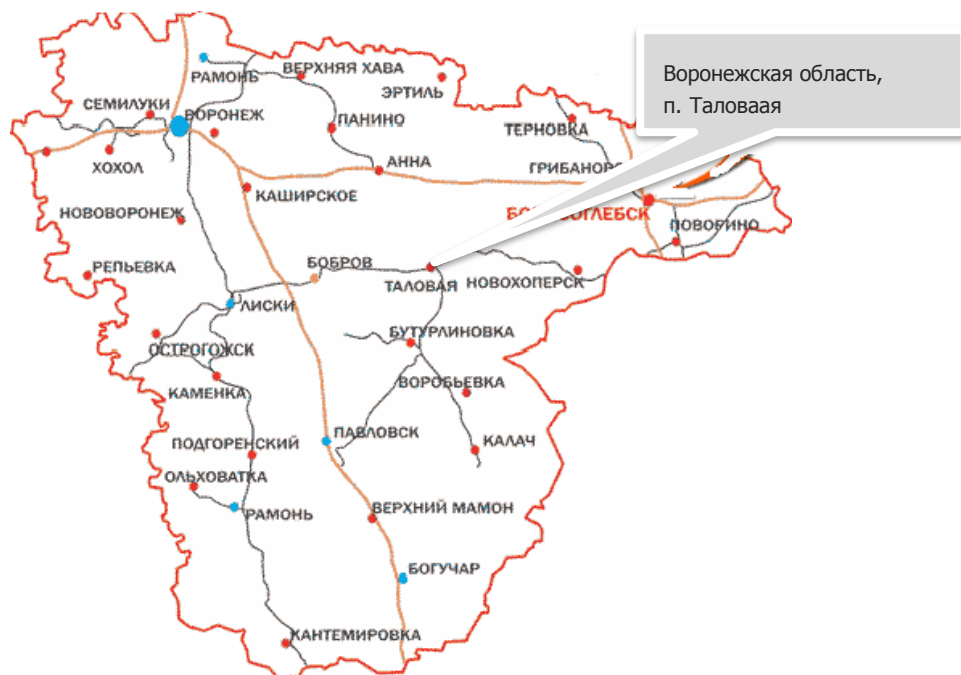 Воронежская область,
п. Таловаая
РАМОНЬ
ВЕРХНЯЯ ХАВА
ЭРТИЛЬ
СЕМИЛУКИ
ВОРОНЕЖ
ПАНИНО
ТЕРНОВКА
ХОХОЛ
АННА
ГРИБАНОВ
КАШИРСКОЕ
НОВОВОРОНЕЖ
ПОВОРИНО
РЕПЬЕВКА
БОБРОВ
ТАЛОВАЯ
НОВОХОПЕРСК
ЛИСКИ
БУТУРЛИНОВКА
ОСТРОГОЖСК
ВОРОБЬЕВКА
КАМЕНКА
ПАВЛОВСК
КАЛАЧ
ПОДГОРЕНСКИЙ
ОЛЬХОВАТКА
РАМОНЬ
ВЕРХНИЙ МАМОН
БОГУЧАР
КАНТЕМИРОВКА